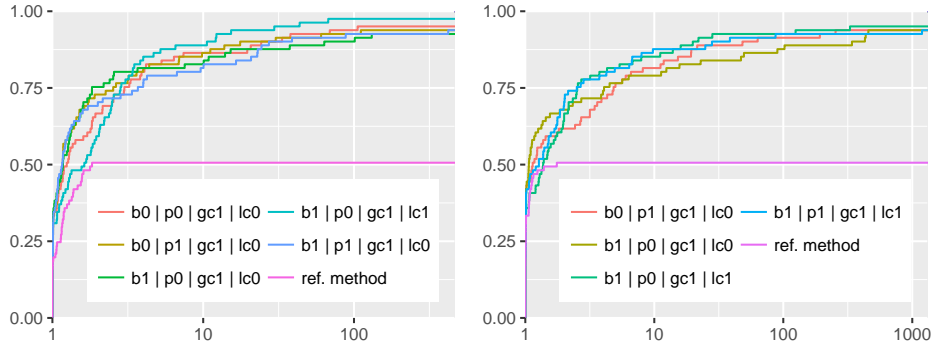 1.00
0.75
0.50
0.25
0.00
b0 | p0 | gc1 | lc0
b0 | p1 | gc1 | lc0
b1 | p0 | gc1 | lc0
b1 | p0 | gc1 | lc1
b1 | p1 | gc1 | lc0
ref. method
1
10
100
1.00
0.75
0.50
0.25
0.00
b0 | p1 | gc1 | lc0
b1 | p0 | gc1 | lc0
b1 | p0 | gc1 | lc1
b1 | p1 | gc1 | lc1
ref. method
1
10
100